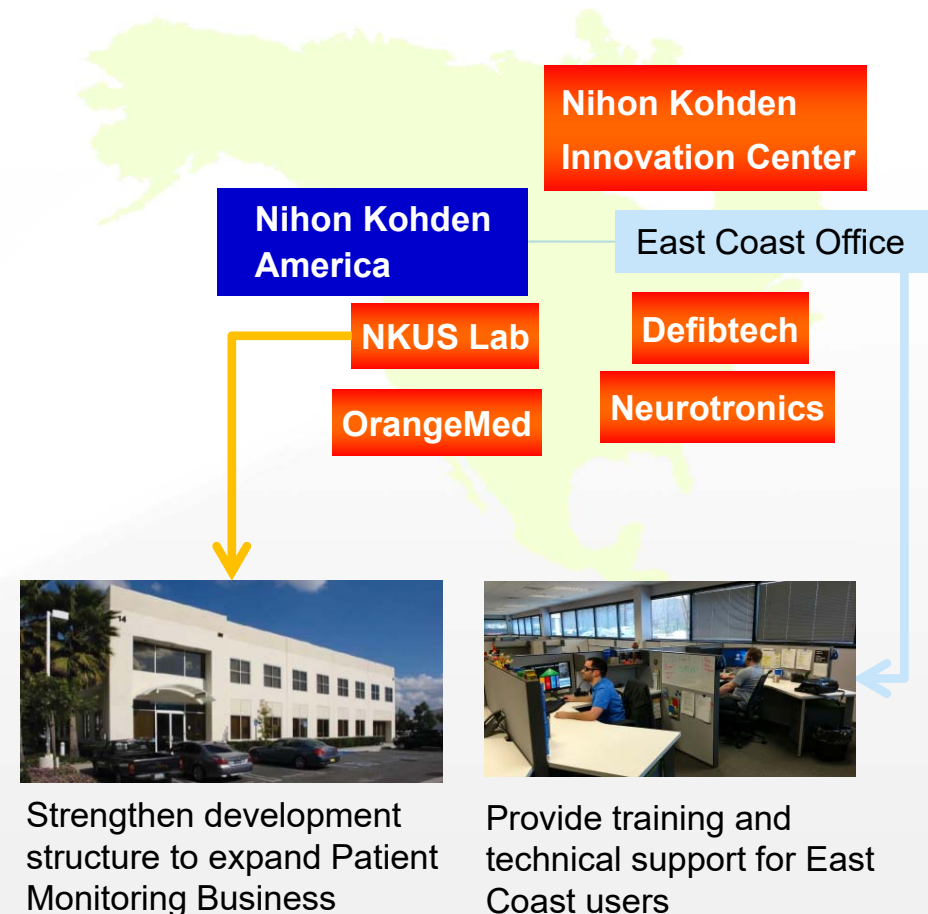 Nihon Kohden
Innovation Center
Nihon Kohden
America
East Coast Office
NKUS Lab
Defibtech
OrangeMed
Neurotronics
14
Strengthen development
structure to expand Patient
Monitoring Business
Provide training and
technical support for East
Coast users